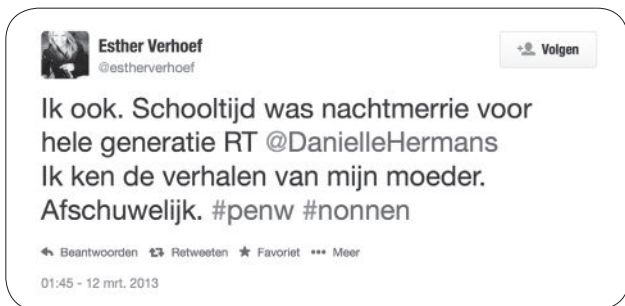 Esther Verhoef
@estherverhoef
Volgen
Ik ook. Schooltijd was nachtmerrie voor
hele generatie RT @DanielleHermans
Ik ken de verhalen van mijn moeder.
Afschuwelijk. #penw #nonnen
Beantwoorden Retweeten Favoriet Meer
01:45 - 12 mrt. 2013